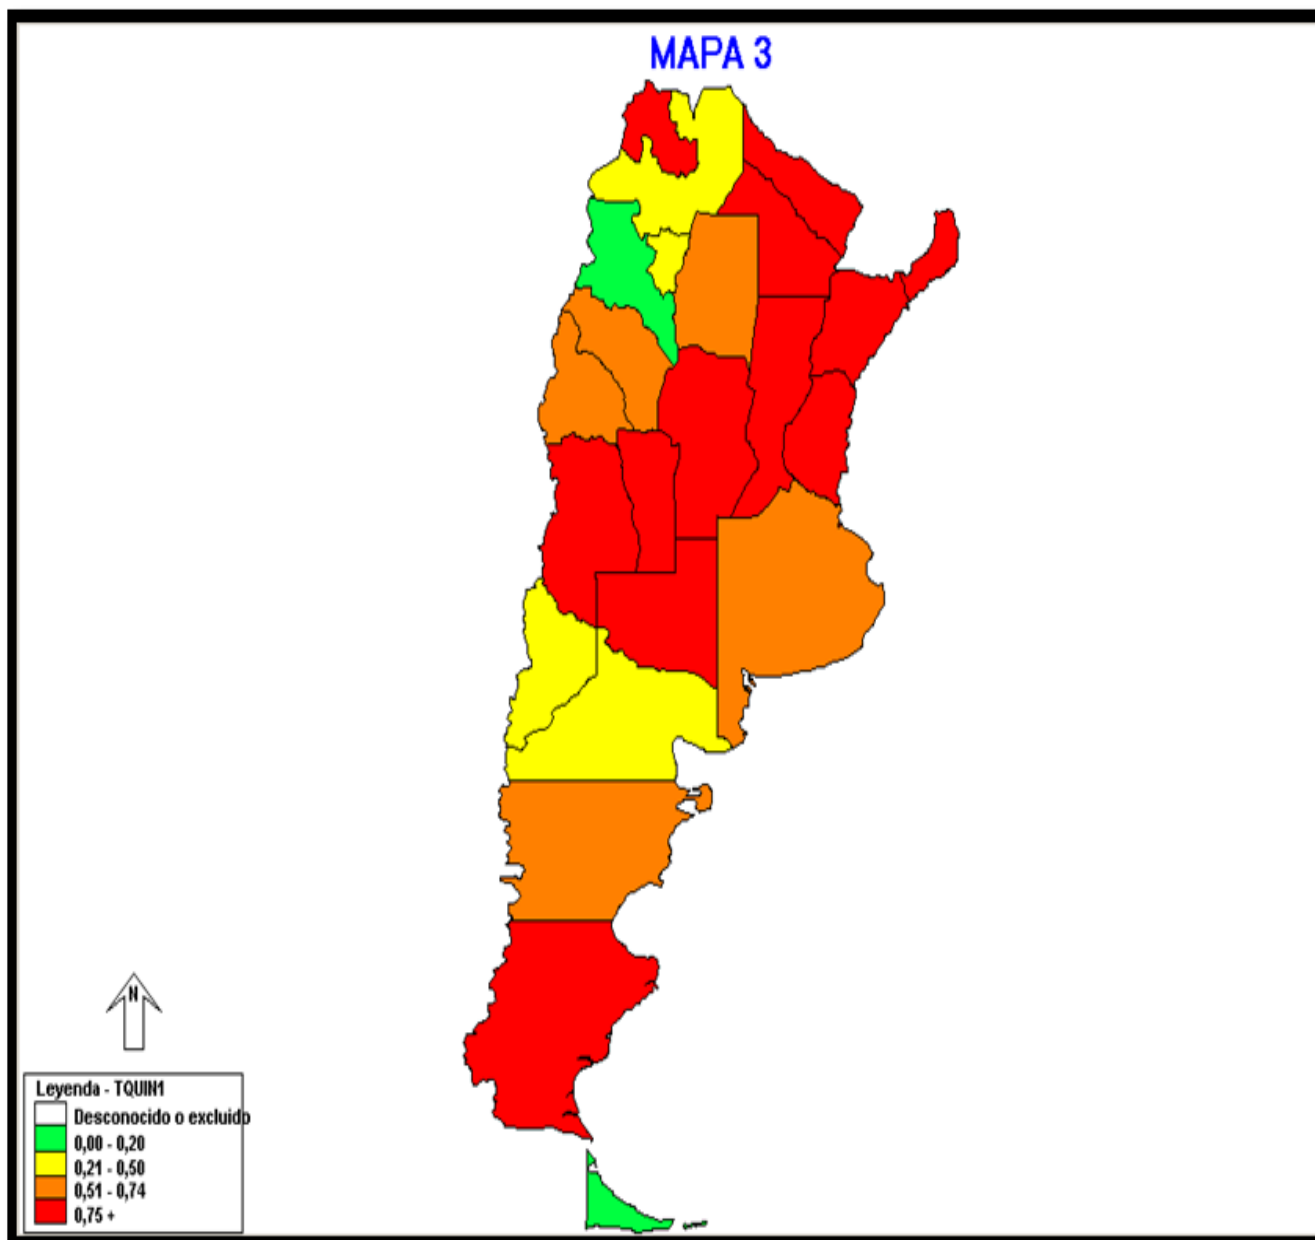 MAPA 3
N
Leyenda - TQUIN1
Desconocido o excluido
0,00 - 0,20
0,21 - 0,50
0,51 - 0,74
0,75 +